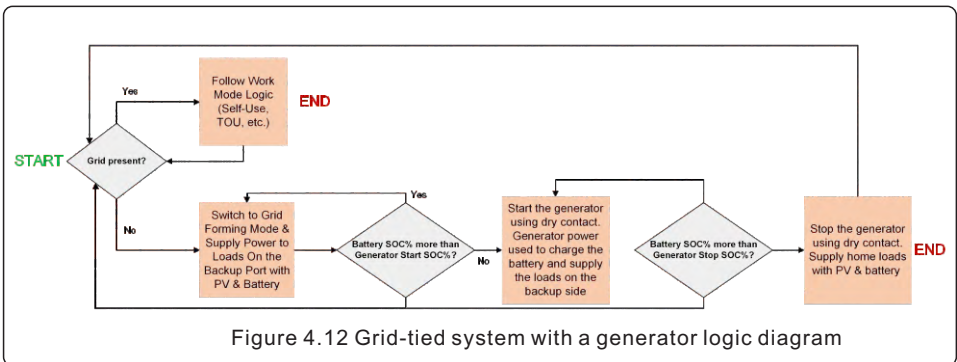 Yes
Follow Work
Mode Logic
(Self-Use,
TOU, etc.)
END
START
Grid present?
No
Switch to Grid
Forming Mode &
Supply Power to
Loads On the
Backup Port with
PV & Battery
Yes
Battery SOC% more than
Generator Start SOC%?
No
Start the generator
using dry contact.
Generator power
used to charge the
battery and supply
the loads on the
backup side
Battery SOC% more than
Generator Stop SOC%?
Stop the generator
using dry contact.
Supply home loads
with PV & battery
END
Figure 4.12 Grid-tied system with a generator logic diagram